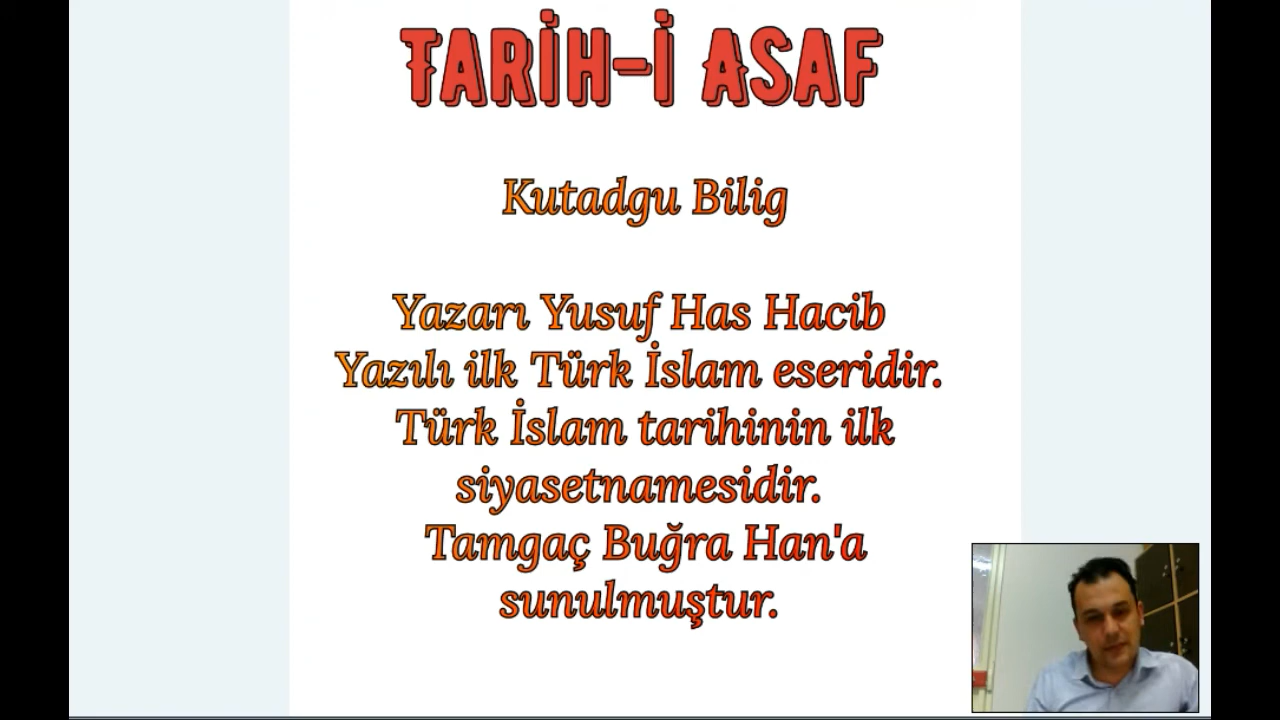 TARİH-İ ASAF
Kutadgu Bilig
Yazarı Yusuf Has Hacib
Yazılı ilk Türk İslam eseridir.
Türk İslam tarihinin ilk
siyasetnamesidir.
Tamgaç Buğra Han'a
sunulmuştur.